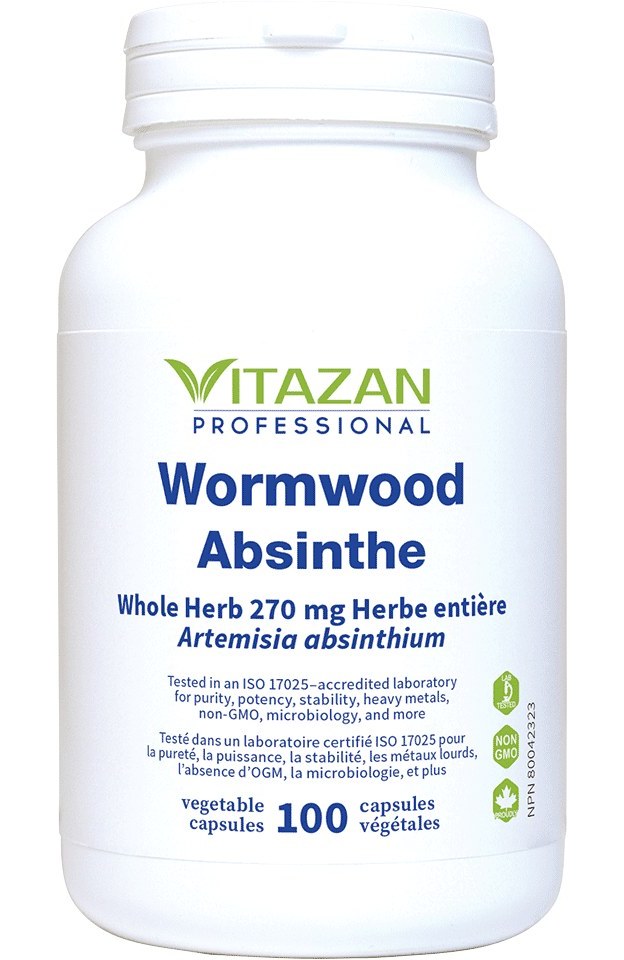 VITAZAN
PROFESSIONAL
Wormwood
Absinthe
Whole Herb 270 mg Herbe entière
Artemisia absinthium
Tested in an ISO 17025–accredited laboratory
for purity, potency, stability, heavy metals,
non-GMO, microbiology, and more
Testé dans un laboratoire certifié ISO 17025 pour
la pureté, la puissance, la stabilité, les métaux lourds,
l'absence d'OGM, la microbiologie, et plus
vegetable capsules 100 capsules végétales
LAB
TESTED
NON
GMO
PROUDLY
NPN 80042323